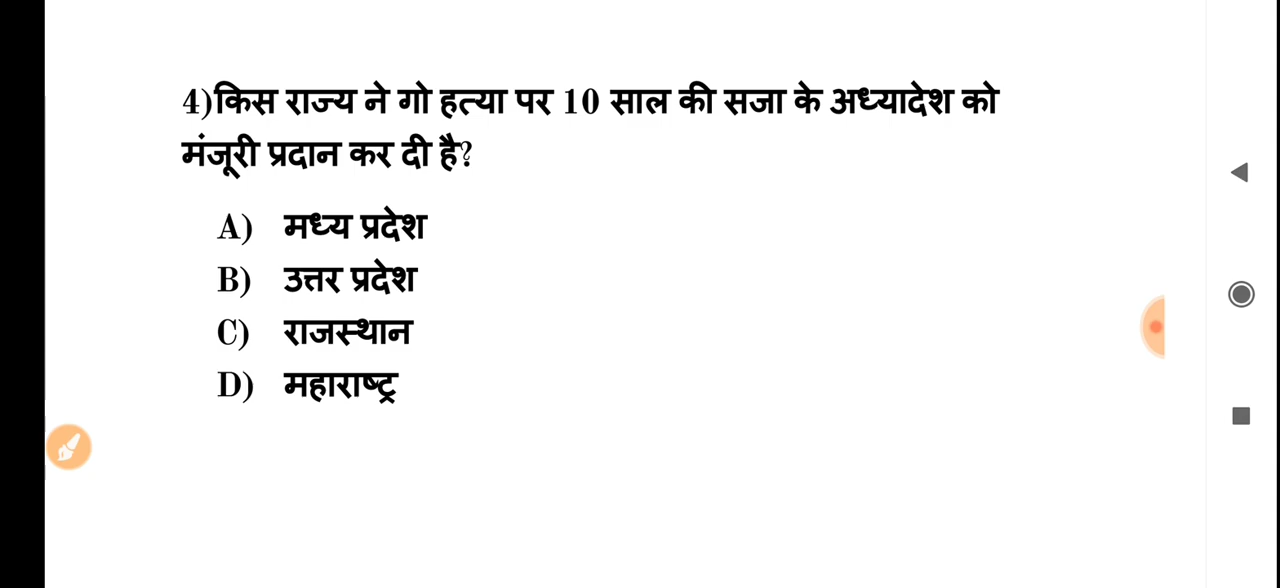 4)किस राज्य ने गो हत्या पर 10 साल की सजा के अध्यादेश को
मंजूरी प्रदान कर दी है?
A) मध्य प्रदेश
B) उत्तर प्रदेश
C) राजस्थान
D) महाराष्ट्र